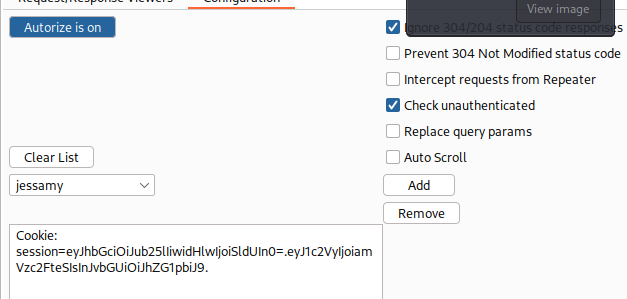 Request/Response Viewers Configuration
View image
Autorize is on
Ignore 304/204 status code responses
Prevent 304 Not Modified status code
Intercept requests from Repeater
Check unauthenticated
Replace query params
Clear List
Auto Scroll
jessamy
Add
Remove
Cookie:
session=eyJhbGciOiJub25lIiwidHlwIjoiSldUIn0=.eyJ1c2VyIjoiam
Vzc2FteSIsInJvbGUiOiJhZG1pbiJ9.